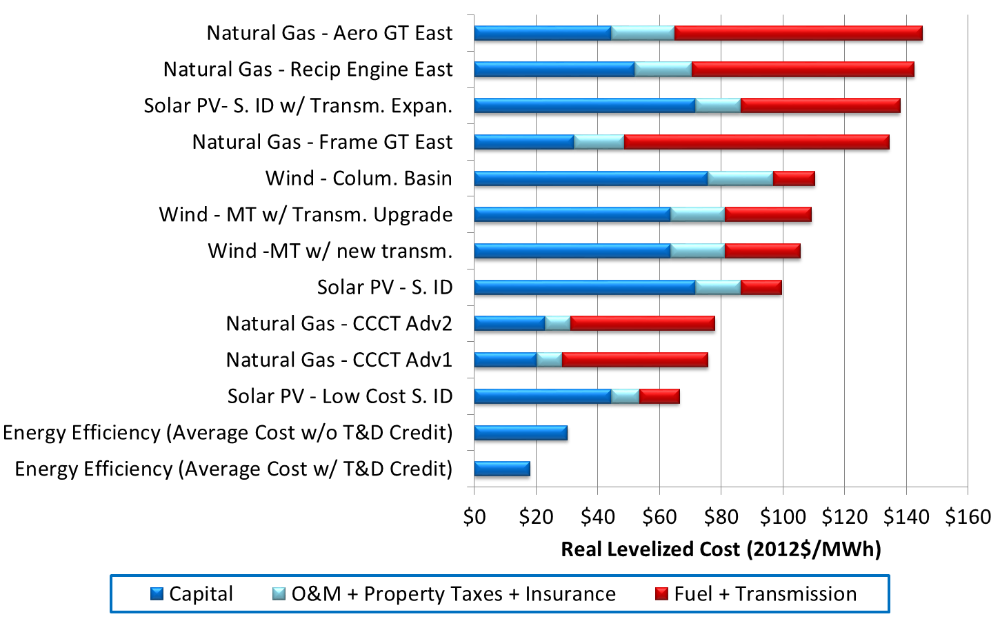 Natural Gas - Aero GT East
Natural Gas - Recip Engine East
Solar PV- S. ID w/ Transm. Expan.
Natural Gas - Frame GT East
Wind - Colum. Basin
Wind - MT w/ Transm. Upgrade
Wind -MT w/ new transm.
Solar PV - S. ID
Natural Gas - CCCT Adv2
Natural Gas - CCCT Adv1
Solar PV - Low Cost S. ID
Energy Efficiency (Average Cost w/o T&D Credit)
Energy Efficiency (Average Cost w/ T&D Credit)
$0 $20 $40 $60 $80 $100 $120 $140 $160
Real Levelized Cost (2012$/MWh)
Capital O&M + Property Taxes + Insurance Fuel + Transmission